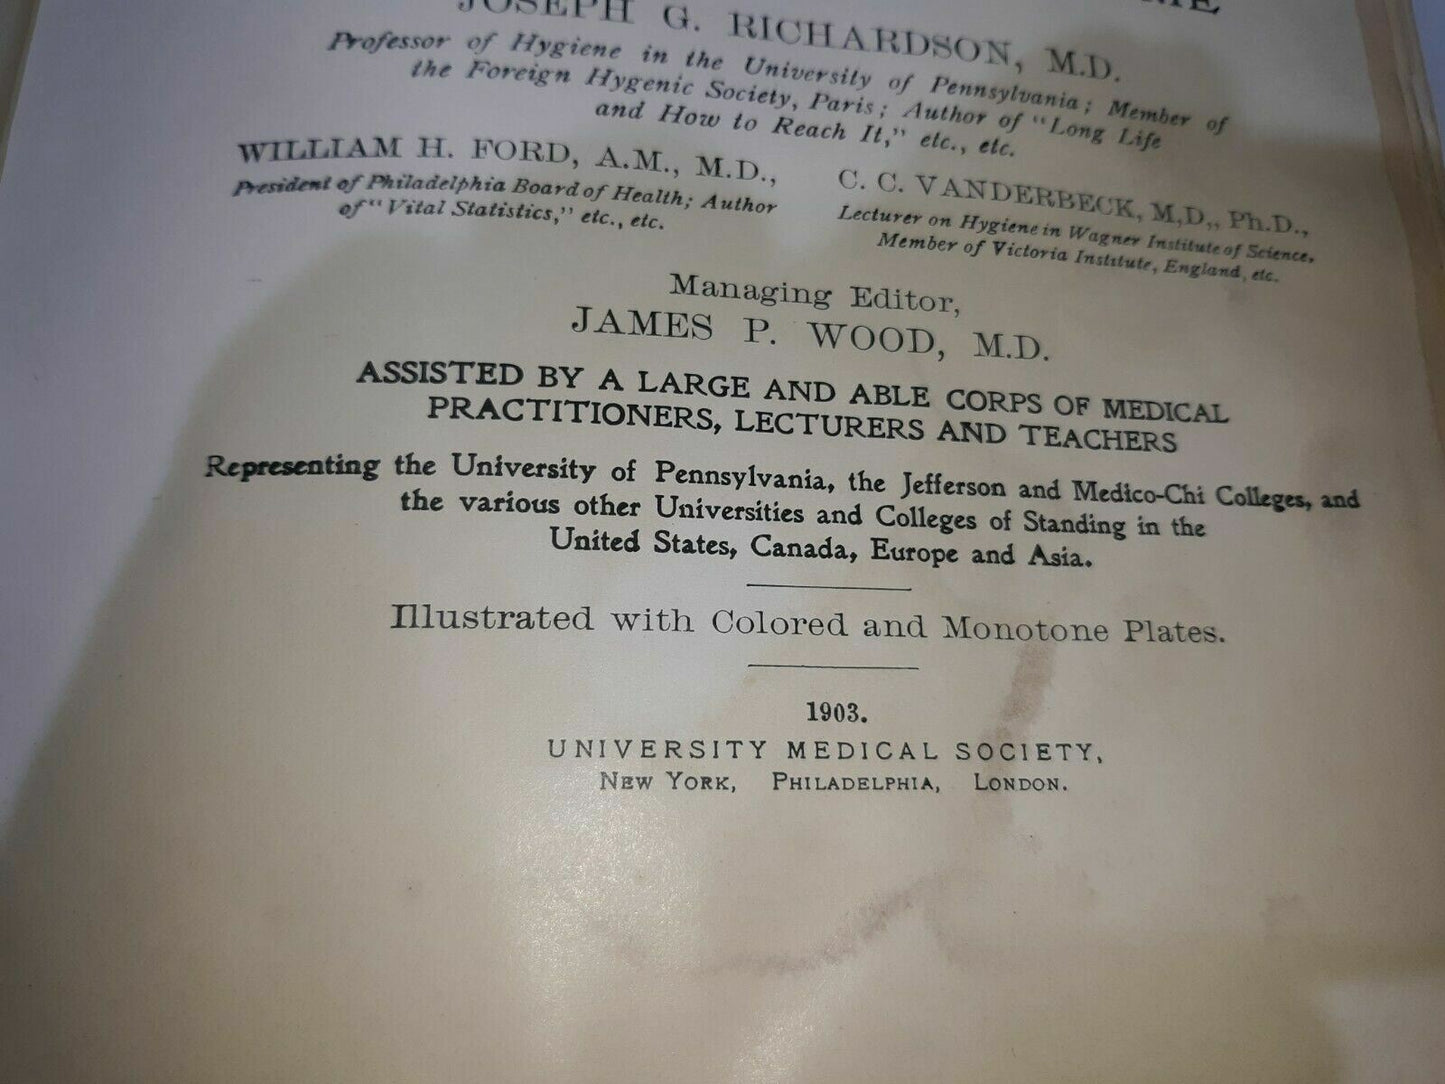 JOSEPH G. RICHARDSON, M.D.
Professor of Hygiene in the University of Pennsylvania; Member of
the Foreign Hygenic Society, Paris; Author of "Long Life
and How to Reach It," etc., etc.
WILLIAM H. FORD, A.M., M.D.,
President of Philadelphia Board of Health; Author
of "Vital Statistics," etc., etc.
C. C. VANDERBECK, M,D,, Ph.D.,
Lecturer on Hygiene in Wagner Institute of Science,
Member of Victoria Institute, England, etc.
Managing Editor,
JAMES P. WOOD, M.D.
ASSISTED BY A LARGE AND ABLE CORPS OF MEDICAL
PRACTITIONERS, LECTURERS AND TEACHERS
Representing the University of Pennsylvania, the Jefferson and Medico-Chi Colleges, and
the various other Universities and Colleges of Standing in the
United States, Canada, Europe and Asia.
Illustrated with Colored and Monotone Plates.
1903.
UNIVERSITY MEDICAL SOCIETY,
NEW YORK, PHILADELPHIA, LONDON.